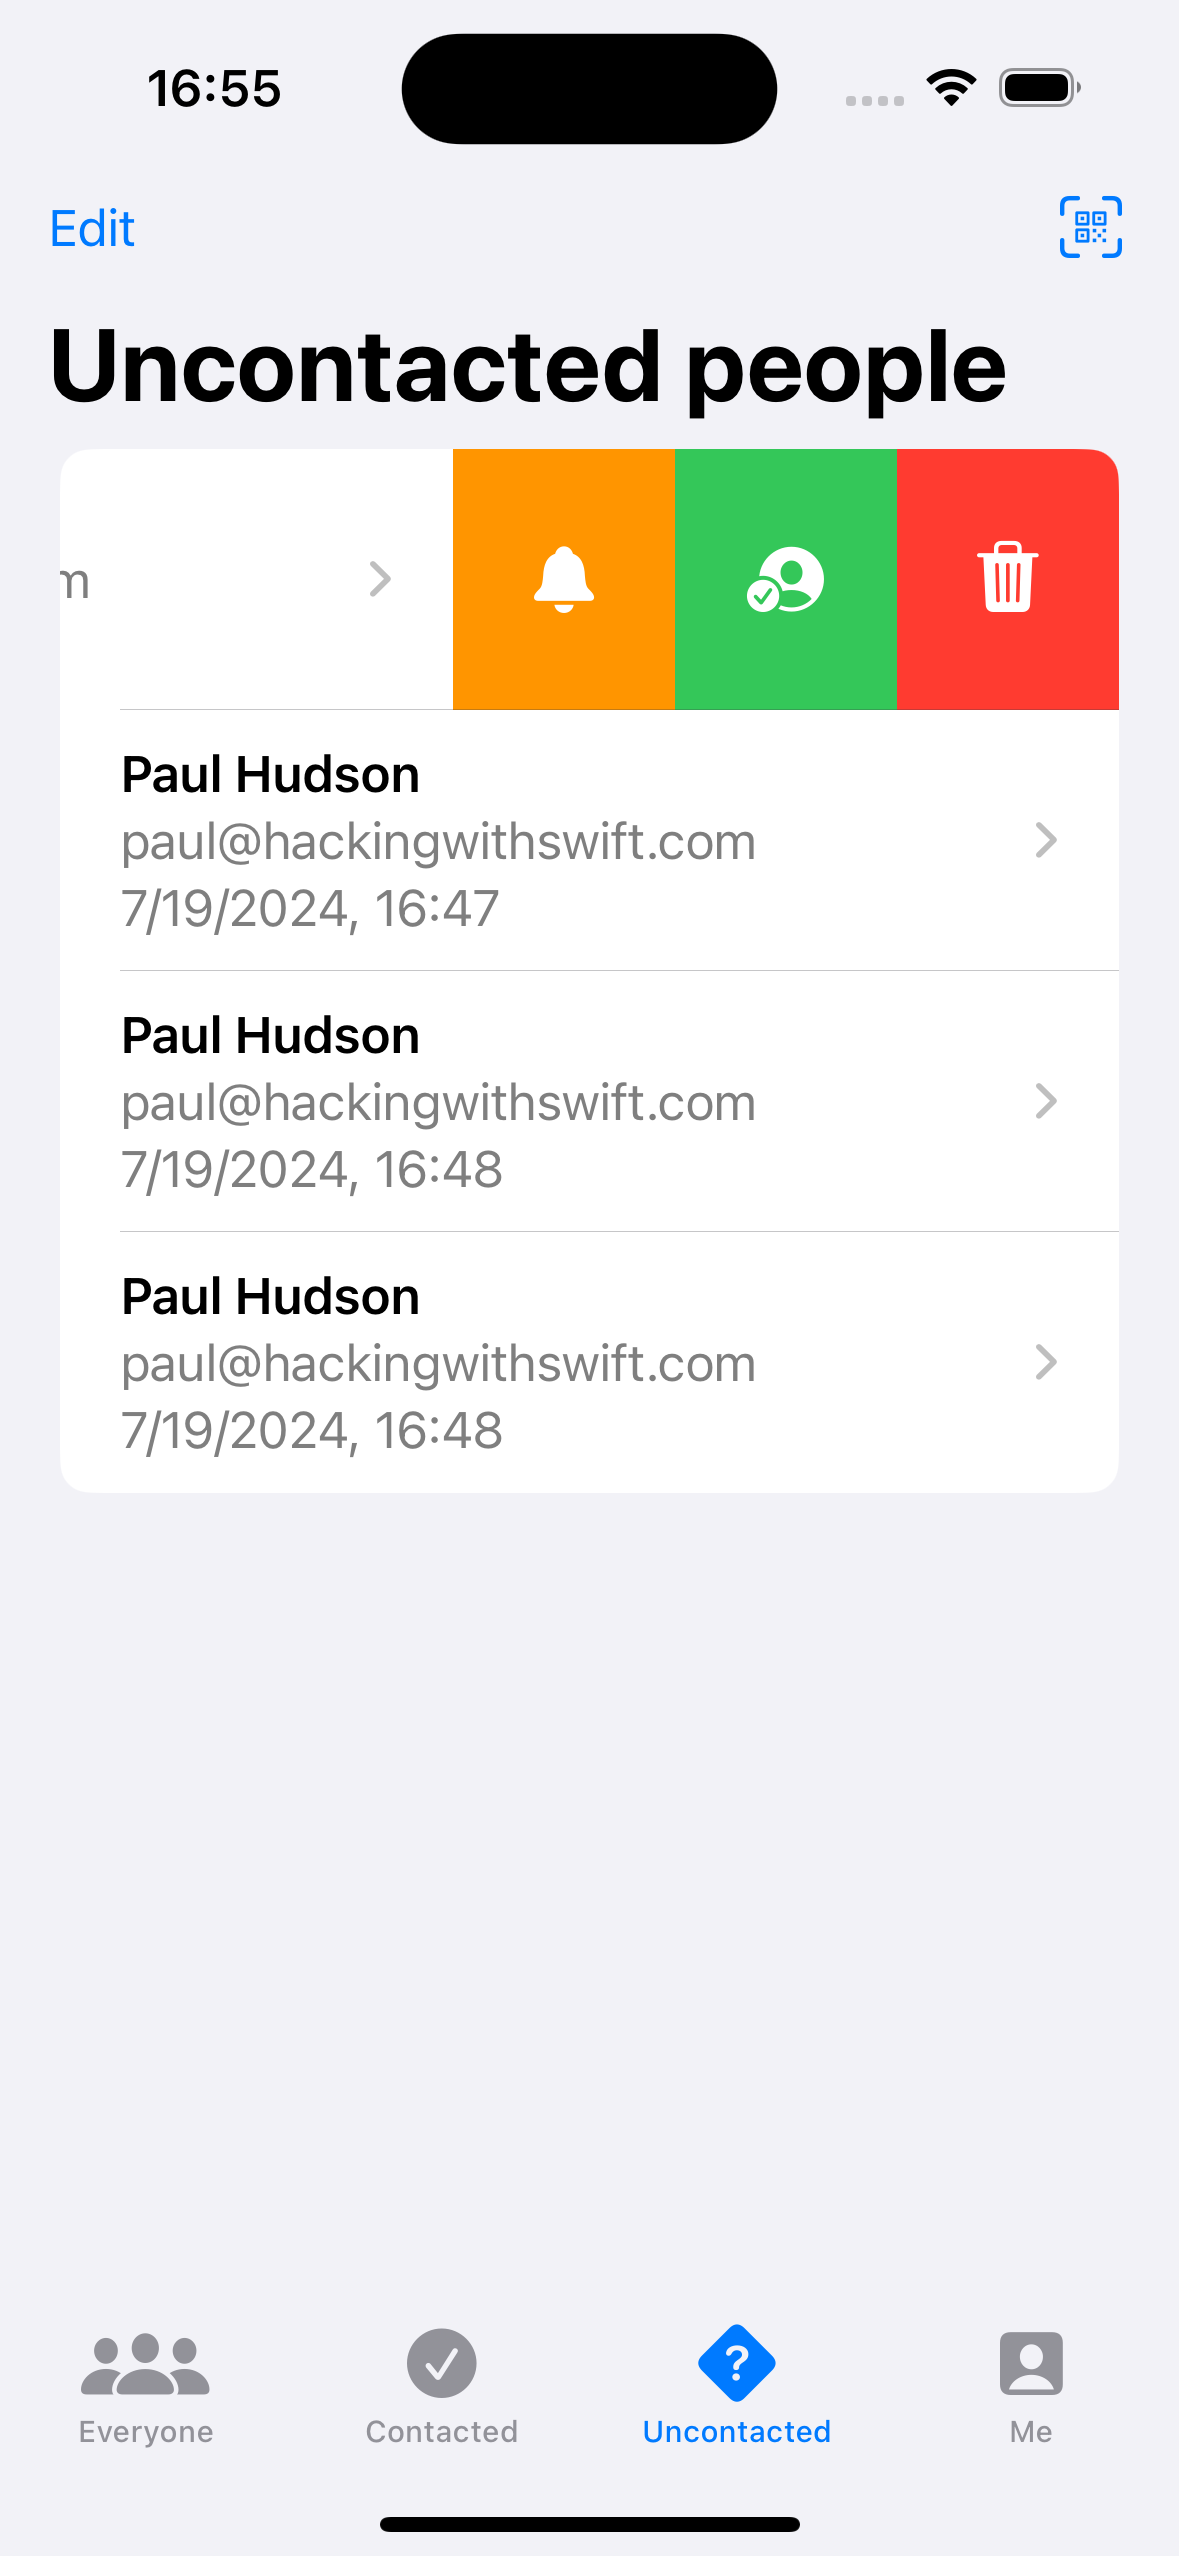 16:55
Edit
Uncontacted people
m
Paul Hudson
paul@hackingwithswift.com
7/19/2024, 16:47
Paul Hudson
paul@hackingwithswift.com
7/19/2024, 16:48
Paul Hudson
paul@hackingwithswift.com
7/19/2024, 16:48
Everyone
Contacted
Uncontacted
Me